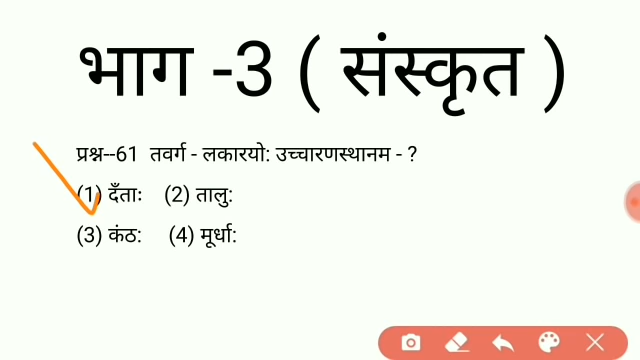 भाग -3 ( संस्कृत )
प्रश्न--61 तवर्ग - लकारयो: उच्चारणस्थानम - ?
(1) दँताः (2) तालु:
(3) कंठ: (4) मूर्धा: